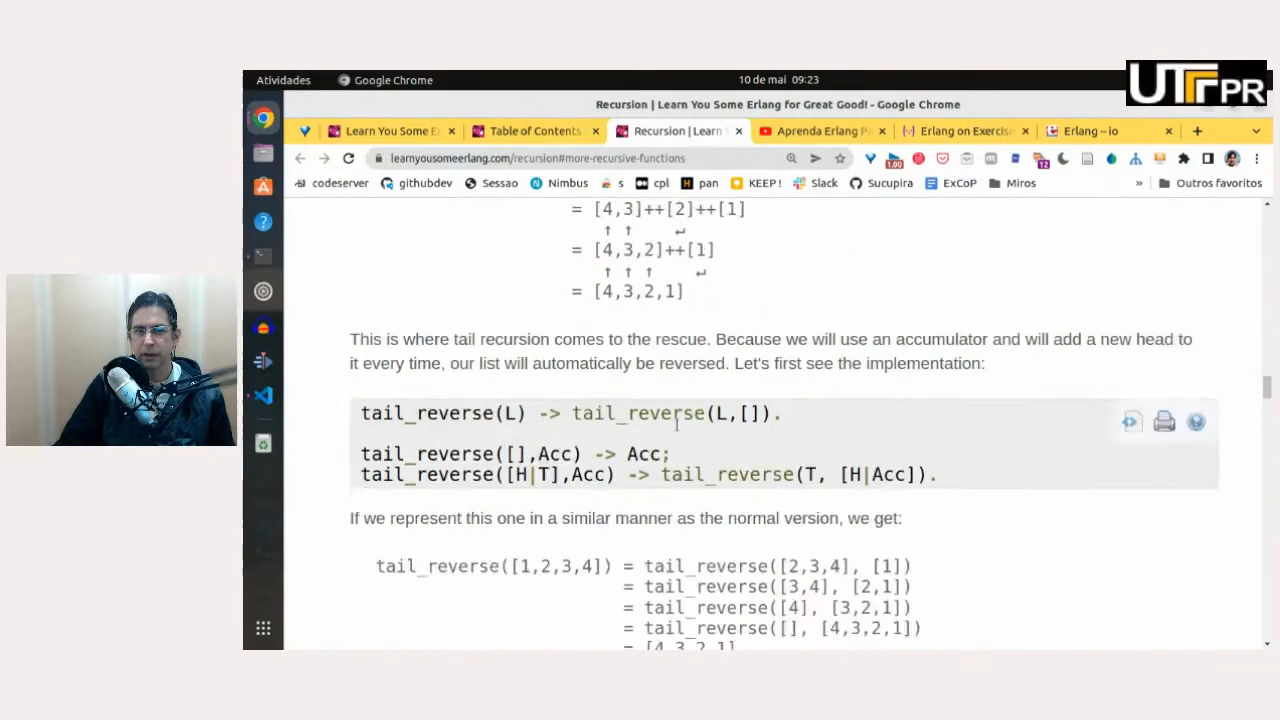 Atividades
Google Chrome
10 de mai 09:23
UTFPR
Recursion | Learn You Some Erlang for Great Good! - Google Chrome
Learn You Some E
Table of Contents
Recursion | Learn
Aprenda Erlang P
Erlang on Exercis
Erlang – io
learnyousomeerlang.com/recursion#more-recursive-functions
1.00
12
codeserver
githubdev
Sessao
Nimbus
s
cpl
pan
KEEP !
Slack
Sucupira
ExCoP
Miros
»
Outros favoritos
= [4,3]++[2]++[1]
↑ ↑ ↵
= [4,3,2]++[1]
↑ ↑ ↑ ↵
= [4,3,2,1]
This is where tail recursion comes to the rescue. Because we will use an accumulator and will add a new head to
it every time, our list will automatically be reversed. Let's first see the implementation:
tail_reverse(L) -> tail_reverse(L,[]).
tail_reverse([],Acc) -> Acc;
tail_reverse([H|T],Acc) -> tail_reverse(T, [H|Acc]).
If we represent this one in a similar manner as the normal version, we get:
tail_reverse([1,2,3,4]) = tail_reverse([2,3,4], [1])
= tail_reverse([3,4], [2,1])
= tail_reverse([4], [3,2,1])
= tail_reverse([], [4,3,2,1])
= [4,3,2,1]